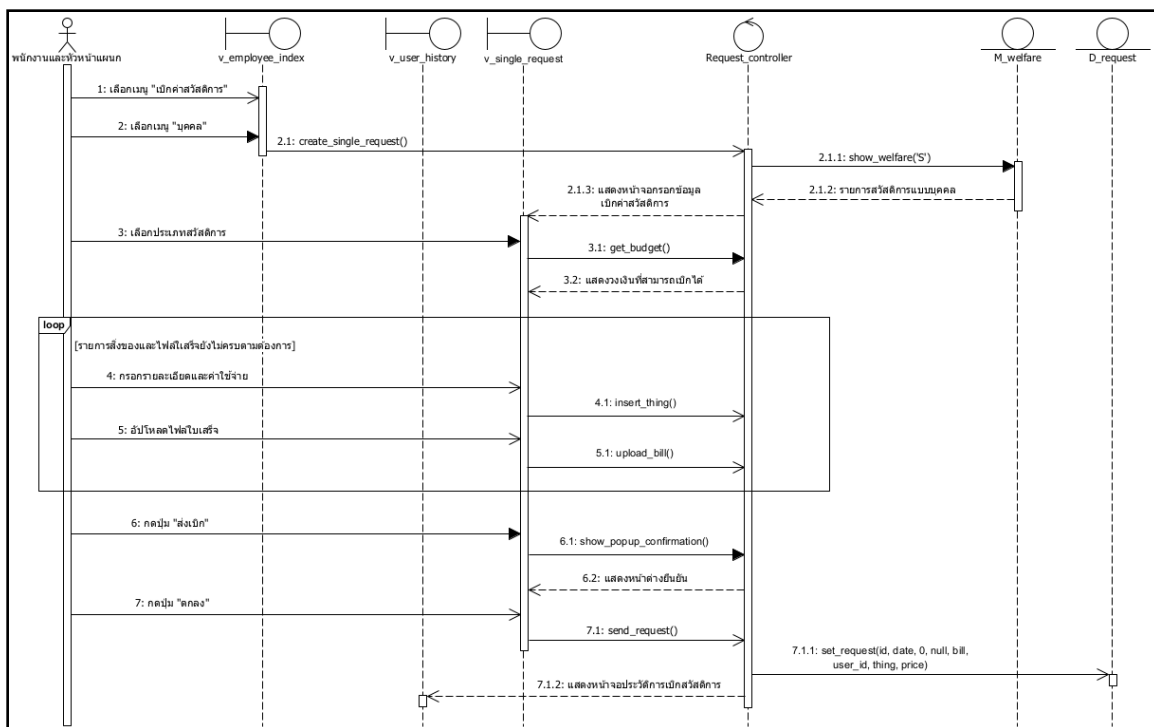 พนักงานและหัวหน้าแผนก
v_employee_index
v_user_history
v_single_request
Request_controller
M_welfare
D_request
1: เลือกเมนู "เบิกค่าสวัสดิการ"
2: เลือกเมนู "บุคคล"
2.1: create_single_request()
2.1.1: show_welfare('S')
2.1.2: รายการสวัสดิการแบบบุคคล
2.1.3: แสดงหน้าจอกรอกข้อมูล
เบิกค่าสวัสดิการ
3: เลือกประเภทสวัสดิการ
3.1: get_budget()
3.2: แสดงวงเงินที่สามารถเบิกได้
loop
[รายการสิ่งของและไฟล์ใบเสร็จยังไม่ครบตามต้องการ]
4: กรอกรายละเอียดและค่าใช้จ่าย
4.1: insert_thing()
5: อัปโหลดไฟล์ใบเสร็จ
5.1: upload_bill()
6: กดปุ่ม "ส่งเบิก"
6.1: show_popup_confirmation()
6.2: แสดงหน้าต่างยืนยัน
7: กดปุ่ม "ตกลง"
7.1: send_request()
7.1.1: set_request(id, date, 0, null, bill,
user_id, thing, price)
7.1.2: แสดงหน้าจอประวัติการเบิกสวัสดิการ